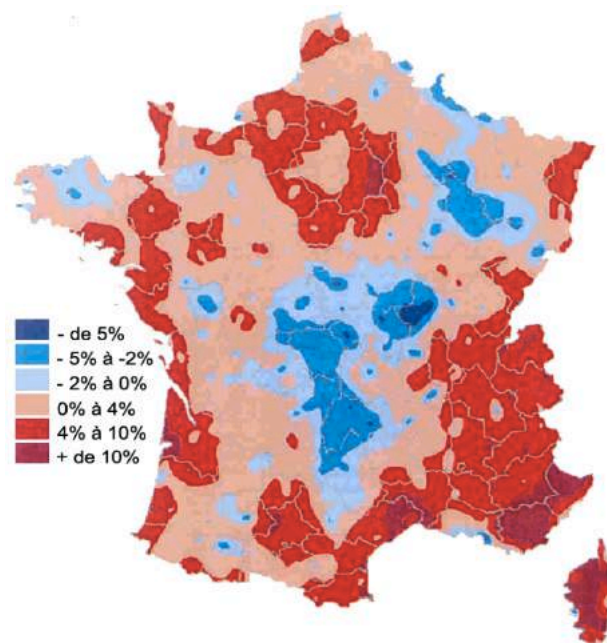 - de 5%
- 5% à -2%
- 2% à 0%
0% à 4%
4% à 10%
+ de 10%